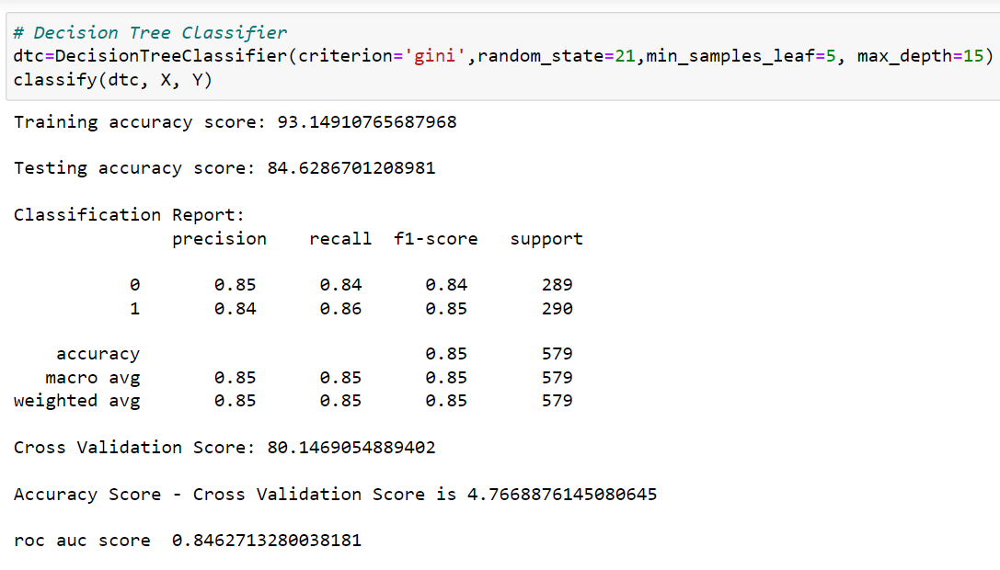 # Decision Tree Classifier
dtc=DecisionTreeClassifier(criterion='gini',random_state=21,min_samples_leaf=5, max_depth=15)
classify(dtc, X, Y)
Training accuracy score: 93.14910765687968
Testing accuracy score: 84.6286701208981
Classification Report:
precision recall f1-score support
0 0.85 0.84 0.84 289
1 0.84 0.86 0.85 290
accuracy 0.85 579
macro avg 0.85 0.85 0.85 579
weighted avg 0.85 0.85 0.85 579
Cross Validation Score: 80.1469054889402
Accuracy Score - Cross Validation Score is 4.7668876145080645
roc auc score 0.8462713280038181